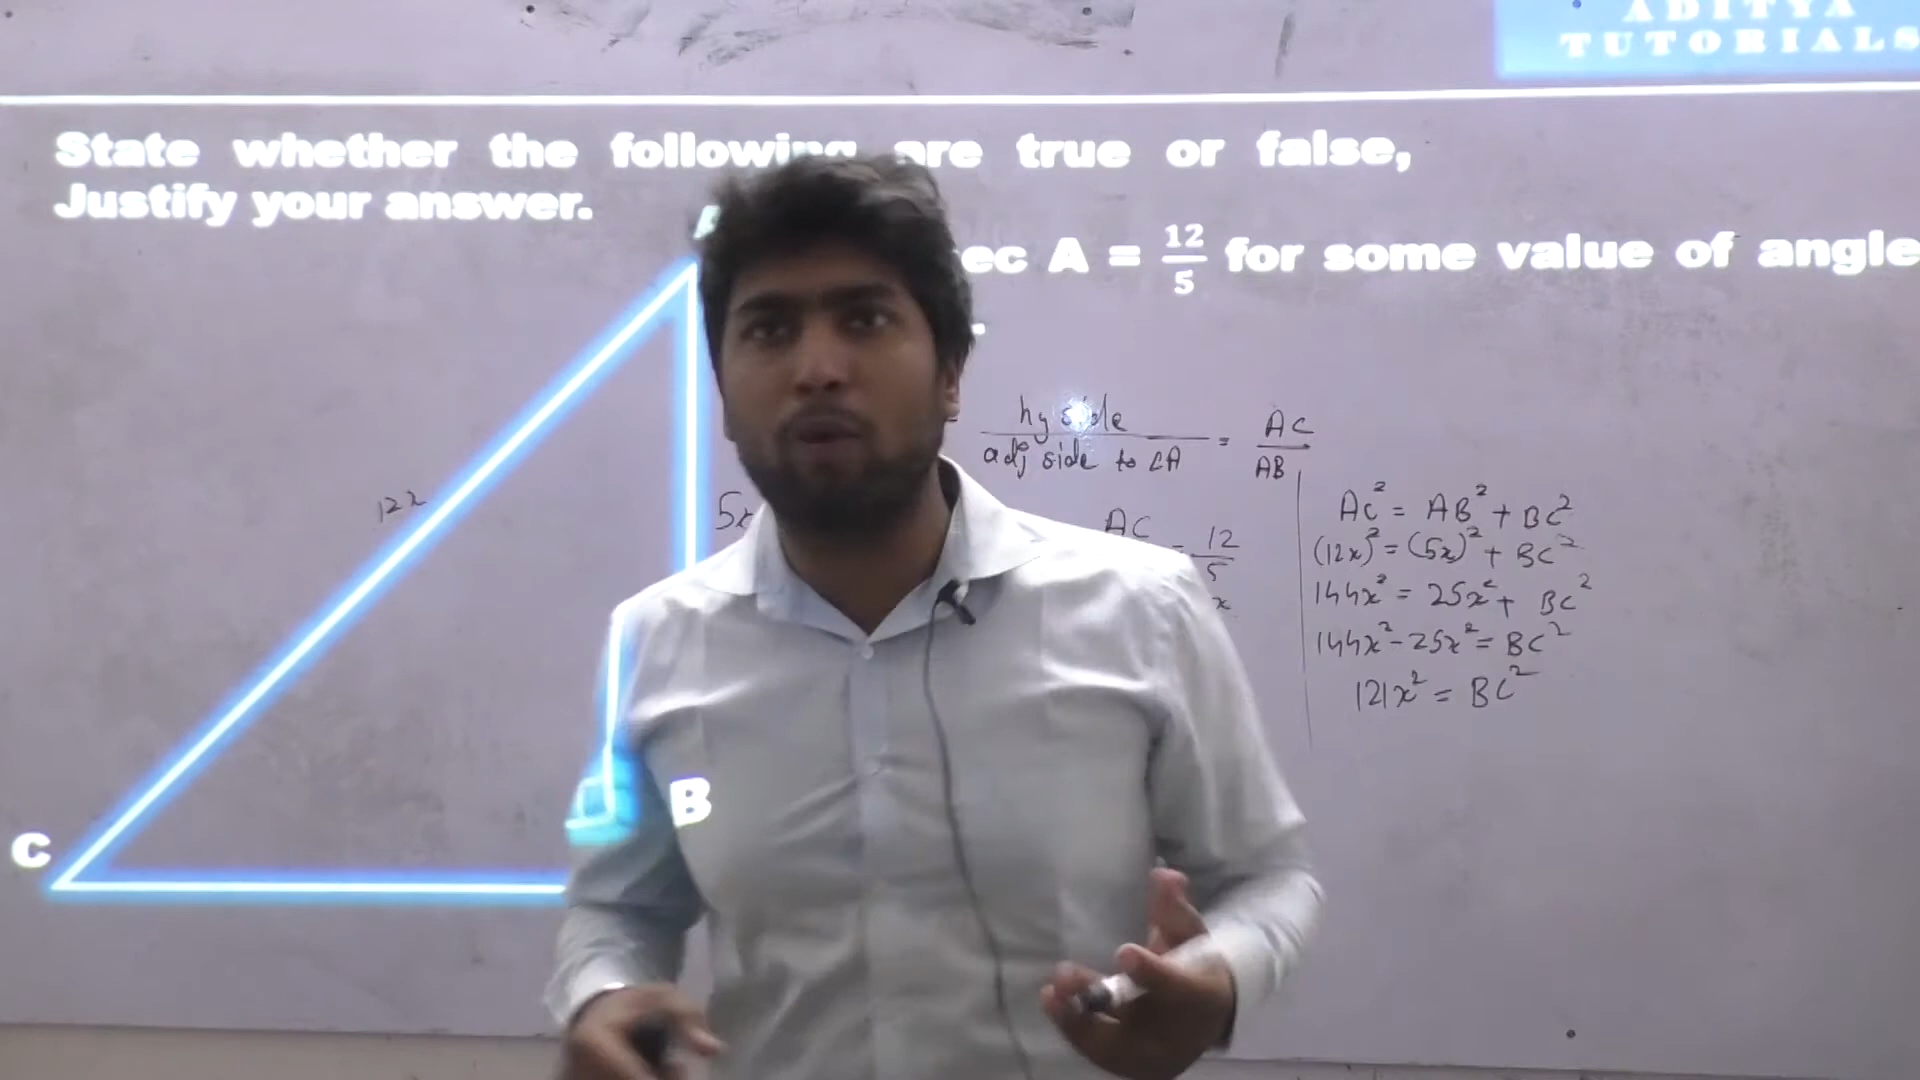 ADITYA
TUTORIALS
State whether the following are true or false,
Justify your answer.
ec A = 12/5 for some value of angle
hy side / adj side to ∠A = AC / AB
12x
5x
AC = 12 / 5
x
AC² = AB² + BC²
(12x)² = (5x)² + BC²
144x² = 25x² + BC²
144x² - 25x² = BC²
121x² = BC²
B
C